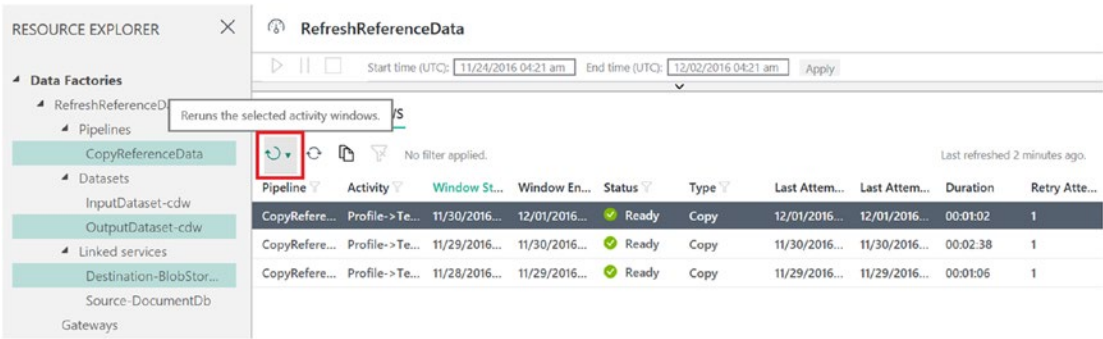 RESOURCE EXPLORER
Data Factories
RefreshReferenceD
Pipelines
CopyReferenceData
Datasets
InputDataset-cdw
OutputDataset-cdw
Linked services
Destination-BlobStor...
Source-DocumentDb
Gateways
RefreshReferenceData
Start time (UTC): 11/24/2016 04:21 am End time (UTC): 12/02/2016 04:21 am Apply
Reruns the selected activity windows.
No filter applied. Last refreshed 2 minutes ago.
Pipeline Activity Window St... Window En... Status Type Last Attem... Last Attem... Duration Retry Atte...
CopyRefere... Profile->Te... 11/30/2016... 12/01/2016... Ready Copy 12/01/2016... 12/01/2016... 00:01:02 1
CopyRefere... Profile->Te... 11/29/2016... 11/30/2016... Ready Copy 11/30/2016... 11/30/2016... 00:02:38 1
CopyRefere... Profile->Te... 11/28/2016... 11/29/2016... Ready Copy 11/29/2016... 11/29/2016... 00:01:06 1